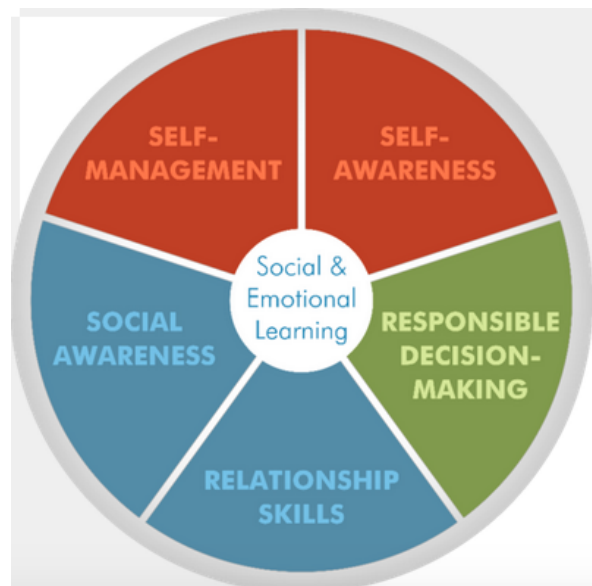 SELF-
MANAGEMENT
SELF-
AWARENESS
Social &
Emotional
Learning
SOCIAL
AWARENESS
RESPONSIBLE
DECISION-
MAKING
RELATIONSHIP
SKILLS